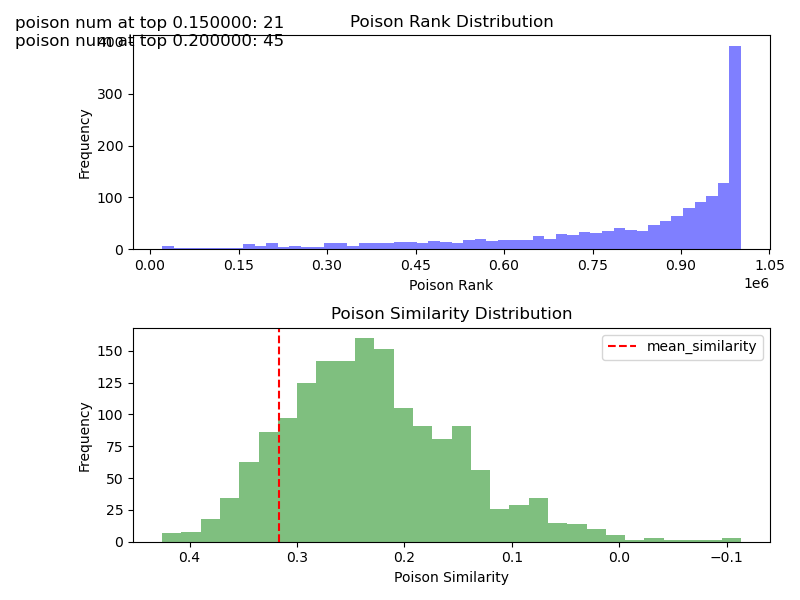 poison num at top 0.150000: 21
poison num at top 0.200000: 45
Poison Rank Distribution
Frequency
400
300
200
100
0
0.00 0.15 0.30 0.45 0.60 0.75 0.90 1.05
1e6
Poison Rank
Poison Similarity Distribution
mean_similarity
Frequency
150
125
100
75
50
25
0
0.4 0.3 0.2 0.1 0.0 −0.1
Poison Similarity